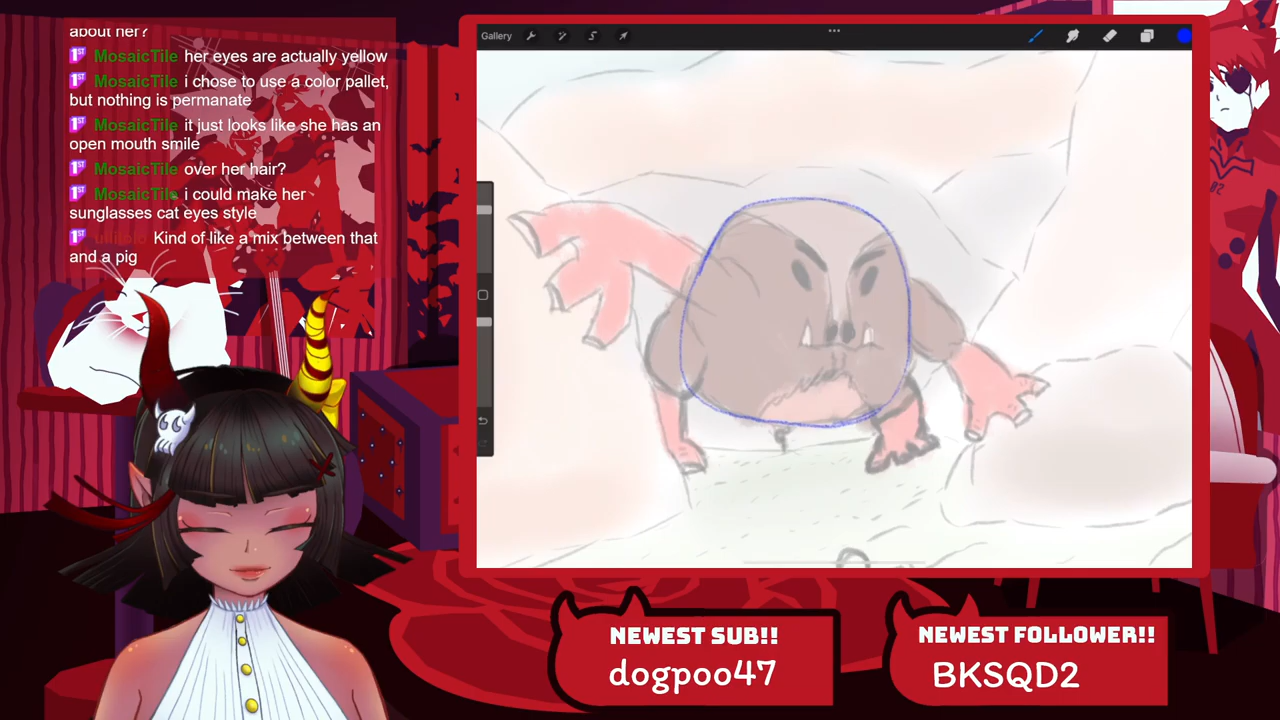 about her?
MosaicTile her eyes are actually yellow
MosaicTile i chose to use a color pallet,
but nothing is permanate
MosaicTile it just looks like she has an
open mouth smile
MosaicTile over her hair?
MosaicTile i could make her
sunglasses cat eyes style
Kind of like a mix between that
and a pig
Gallery
NEWEST SUB!!
dogpoo47
NEWEST FOLLOWER!!
BKSQD2